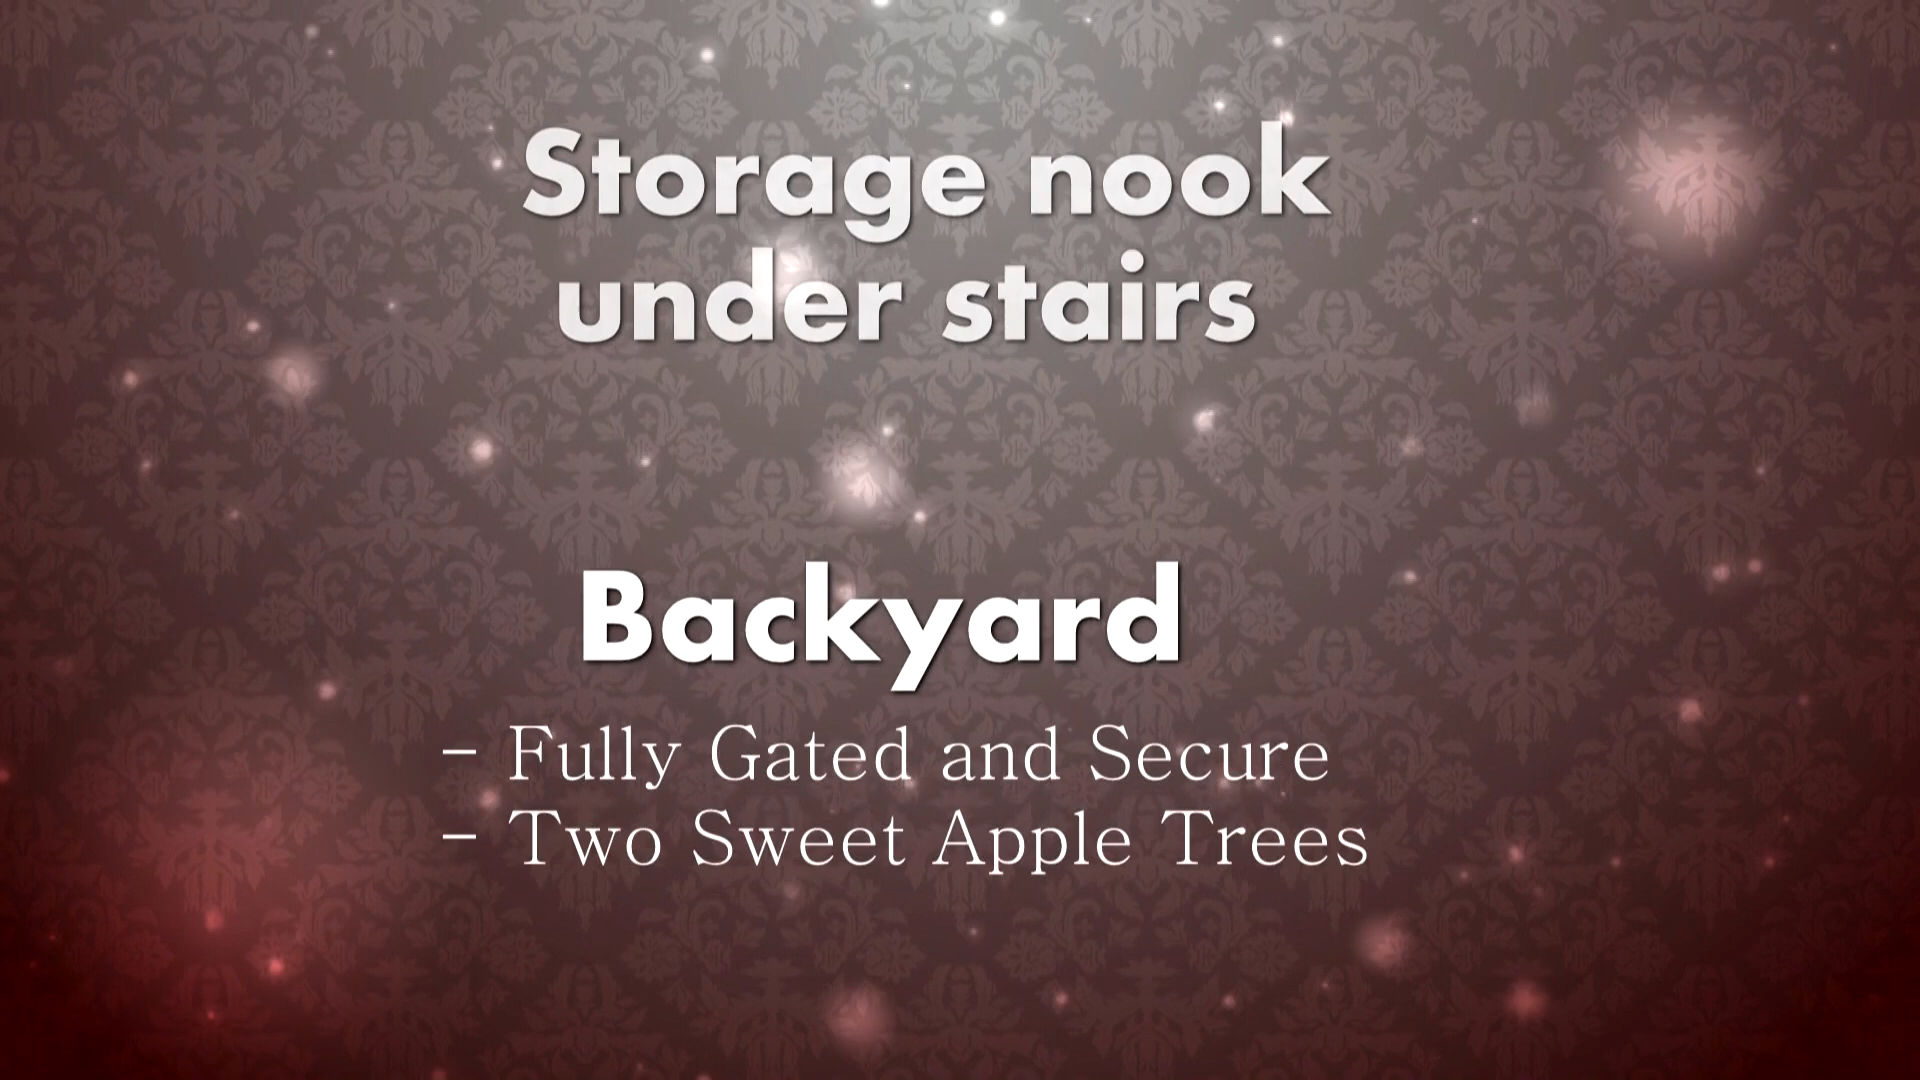 Storage nook
under stairs
Backyard
- Fully Gated and Secure
- Two Sweet Apple Trees